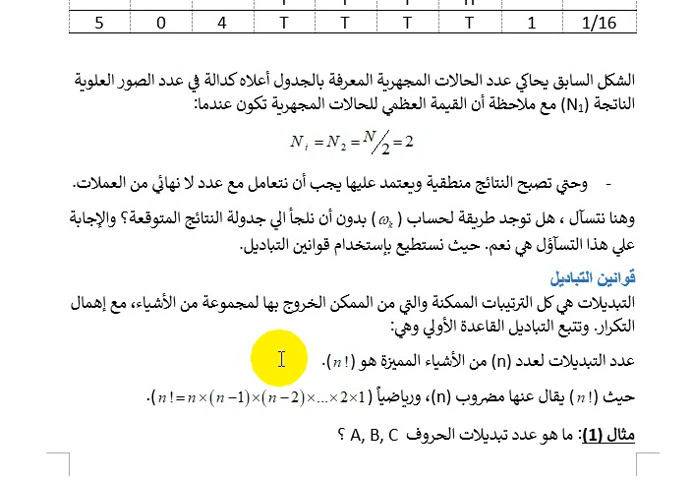 5 0 4 T T T T 1 1/16
الشكل السابق يحاكي عدد الحالات المجهرية المعرفة بالجدول أعلاه كدالة في عدد الصور العلوية
الناتجة (N₁) مع ملاحظة أن القيمة العظمي للحالات المجهرية تكون عندما:
N₁ = N₂ = N/2 = 2
- وحتي تصبح النتائج منطقية ويعتمد عليها يجب أن نتعامل مع عدد لا نهائي من العملات.
وهنا نتسآل ، هل توجد طريقة لحساب (ωₖ) بدون أن نلجأ الي جدولة النتائج المتوقعة؟ والإجابة
علي هذا التسآؤل هي نعم. حيث نستطيع بإستخدام قوانين التباديل.
قوانين التباديل
التبديلات هي كل الترتيبات الممكنة والتي من الممكن الخروج بها لمجموعة من الأشياء، مع إهمال
التكرار. وتتبع التباديل القاعدة الأولي وهي:
عدد التبديلات لعدد (n) من الأشياء المميزة هو (n!).
حيث (n!) يقال عنها مضروب (n)، ورياضياً (n!=n×(n−1)×(n−2)×...×2×1).
مثال (1): ما هو عدد تبديلات الحروف A, B, C ؟